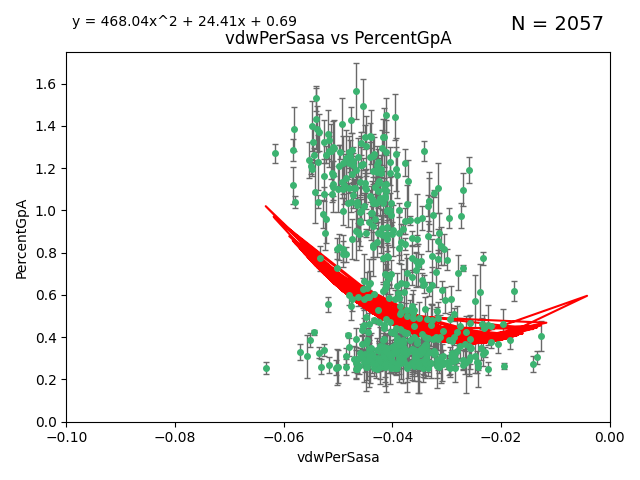 y = 468.04x^2 + 24.41x + 0.69
N = 2057
vdwPerSasa vs PercentGpA
PercentGpA
1.6
1.4
1.2
1.0
0.8
0.6
0.4
0.2
0.0
−0.10 −0.08 −0.06 −0.04 −0.02 0.00
vdwPerSasa